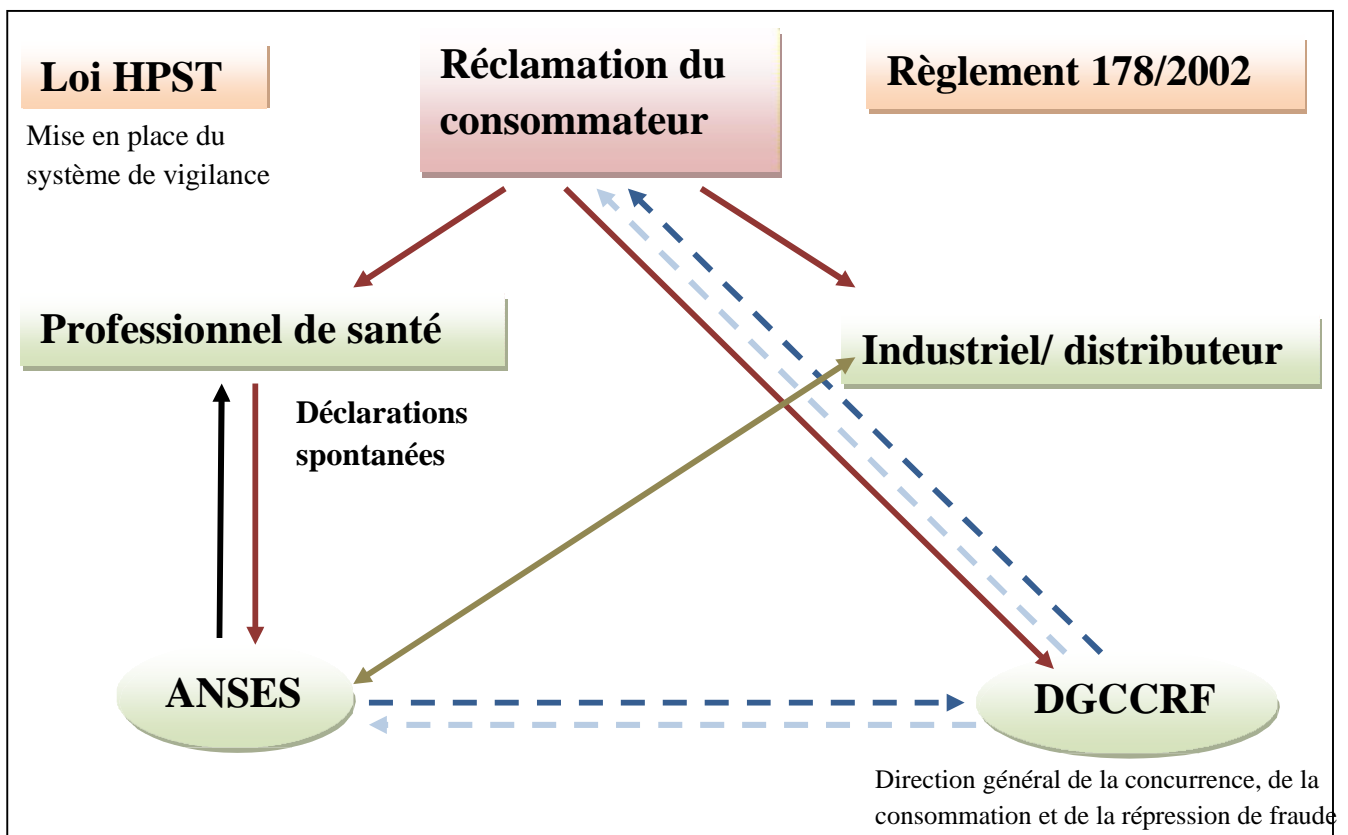 Loi HPST
Mise en place du
système de vigilance
Réclamation du
consommateur
Règlement 178/2002
Professionnel de santé
Industriel/ distributeur
Déclarations
spontanées
ANSES
DGCCRF
Direction général de la concurrence, de la
consommation et de la répression de fraude